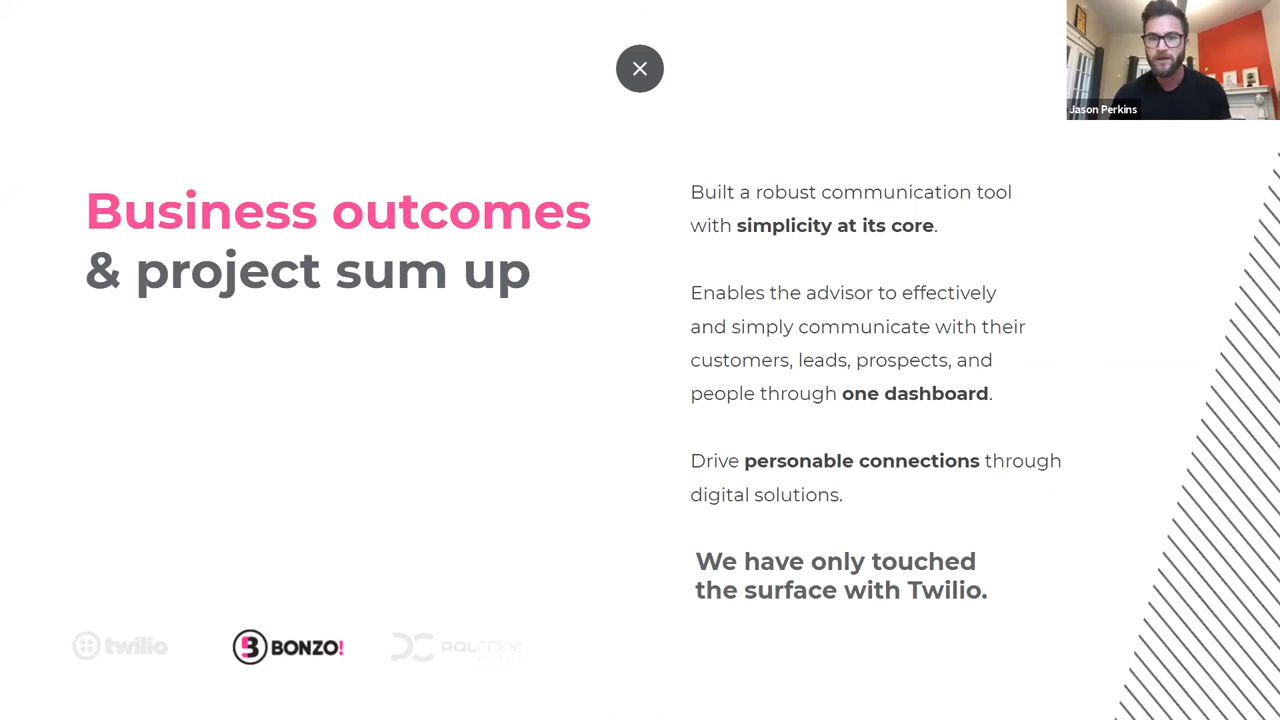 Jason Perkins
Business outcomes
& project sum up
Built a robust communication tool
with simplicity at its core.
Enables the advisor to effectively
and simply communicate with their
customers, leads, prospects, and
people through one dashboard.
Drive personable connections through
digital solutions.
We have only touched
the surface with Twilio.
twilio
BONZO!
POLCODE